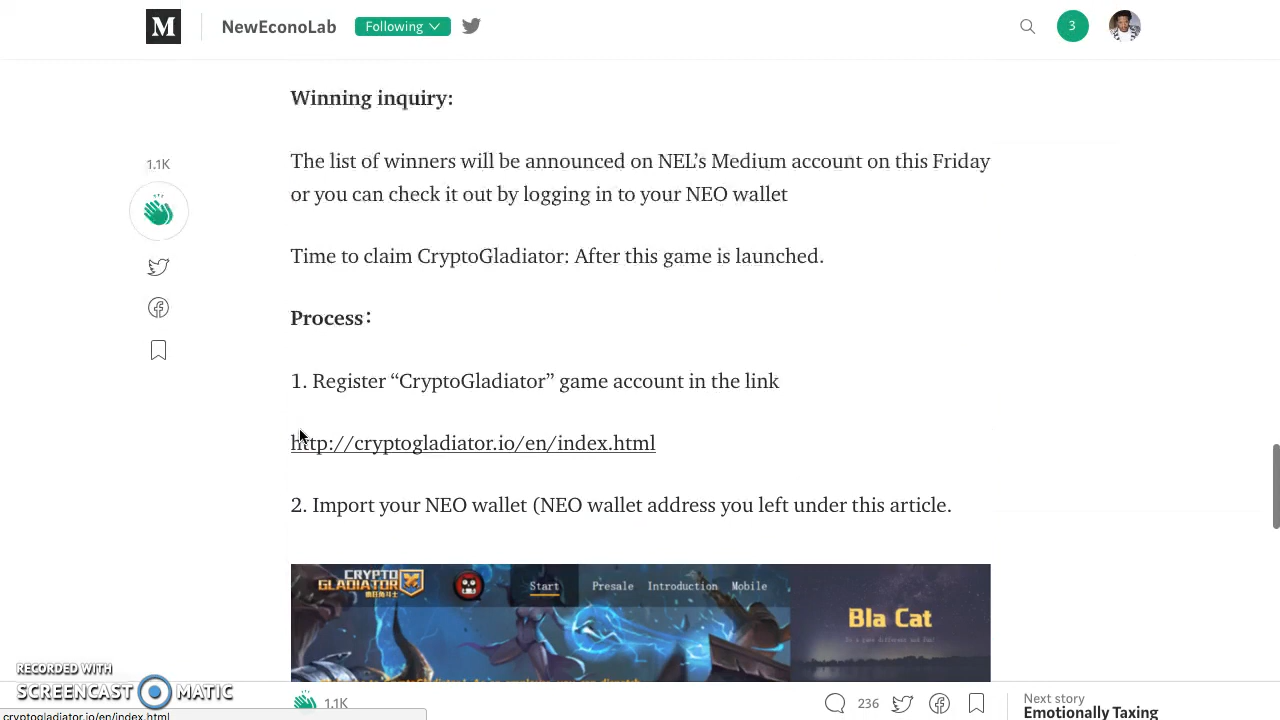 M NewEconoLab Following 3
Winning inquiry:
1.1K
The list of winners will be announced on NEL’s Medium account on this Friday
or you can check it out by logging in to your NEO wallet
Time to claim CryptoGladiator: After this game is launched.
Process:
1. Register “CryptoGladiator” game account in the link
http://cryptogladiator.io/en/index.html
2. Import your NEO wallet (NEO wallet address you left under this article.
CRYPTO
GLADIATOR
Start Presale Introduction Mobile
Bla Cat
RECORDED WITH
SCREENCAST MATIC
1.1K 236
Next story
Emotionally Taxing
cryptogladiator.io/en/index.html